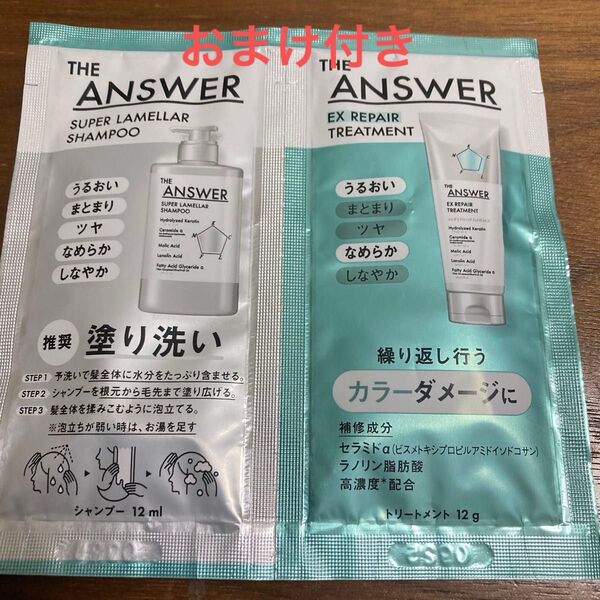 おまけ付き
THE
ANSWER
SUPER LAMELLAR
SHAMPOO
うるおい
まとまり
ツヤ
なめらか
しなやか
THE
ANSWER
SUPER LAMELLAR
SHAMPOO
Hydrolyzed Keratin
Ceramide α
Malic Acid
Lanolin Acid
Fatty Acid Glyceride α
推奨 塗り洗い
STEP1 予洗いで髪全体に水分をたっぷり含ませる。
STEP2 シャンプーを根元から毛先まで塗り広げる。
STEP3 髪全体を揉みこむように泡立てる。
※泡立ちが弱い時は、お湯を足す
シャンプー 12 ml
THE
ANSWER
EX REPAIR
TREATMENT
うるおい
まとまり
ツヤ
なめらか
しなやか
THE
ANSWER
EX REPAIR
TREATMENT
Hydrolyzed Keratin
Ceramide α
Malic Acid
Lanolin Acid
Fatty Acid Glyceride α
繰り返し行う
カラーダメージに
補修成分
セラミドα(ビスメトキシプロピルアミドイソドコサン)
ラノリン脂肪酸
高濃度*配合
トリートメント 12 g